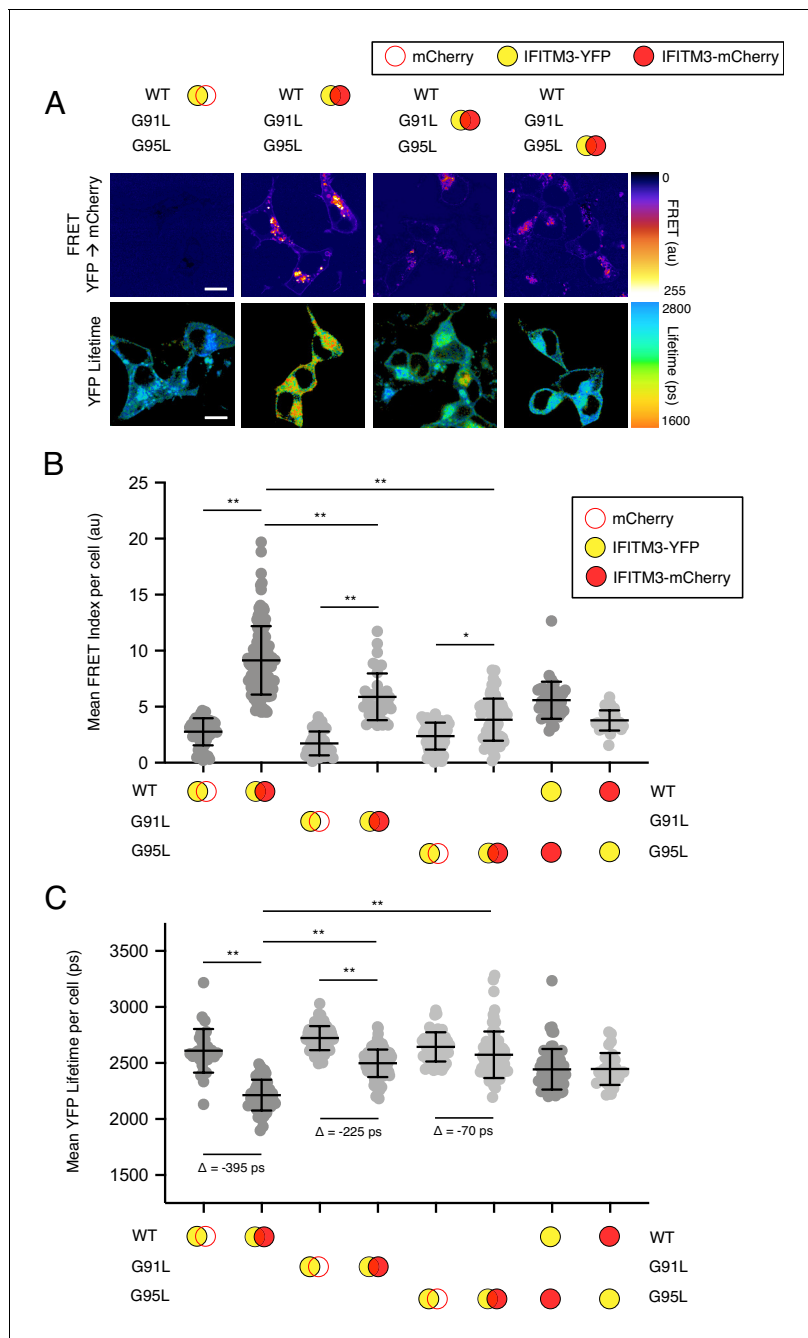 mCherry IFITM3-YFP IFITM3-mCherry
A
WT WT WT WT
G91L G91L G91L G91L
G95L G95L G95L G95L
FRET
YFP → mCherry
0
FRET (au)
255
YFP Lifetime
2800
Lifetime (ps)
1600
B
Mean FRET Index per cell (au)
25
20
15
10
5
0
**
**
**
**
*
mCherry
IFITM3-YFP
IFITM3-mCherry
WT WT
G91L G91L
G95L G95L
C
Mean YFP Lifetime per cell (ps)
3500
3000
2500
2000
1500
**
**
**
**
Δ = -395 ps
Δ = -225 ps
Δ = -70 ps
WT WT
G91L G91L
G95L G95L